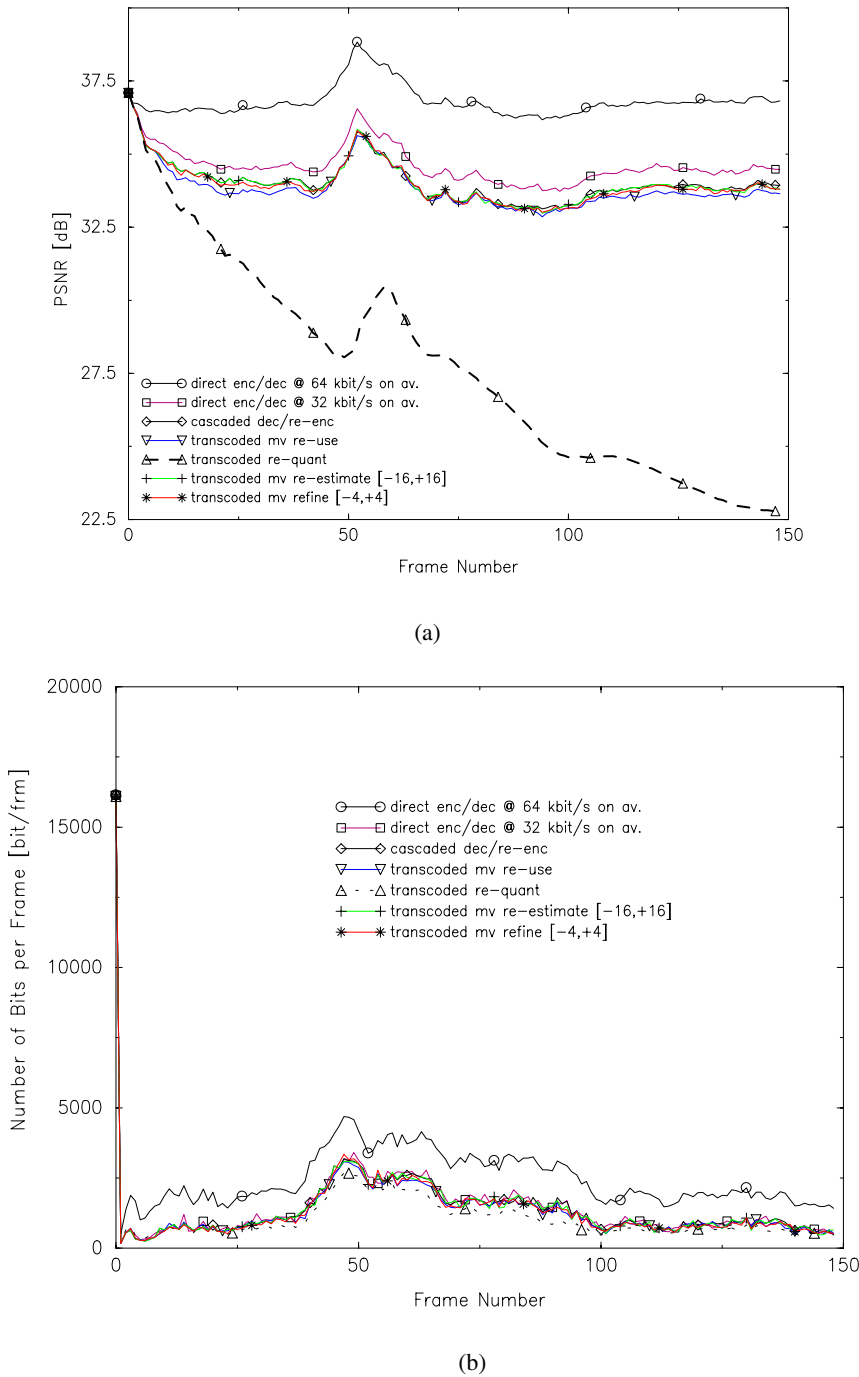 37.5
32.5
27.5
22.5
PSNR [dB]
direct enc/dec @ 64 kbit/s on av.
direct enc/dec @ 32 kbit/s on av.
cascaded dec/re-enc
transcoded mv re-use
transcoded re-quant
transcoded mv re-estimate [-16,+16]
transcoded mv refine [-4,+4]
0 50 100 150
Frame Number
(a)
20000
15000
10000
5000
0
Number of Bits per Frame [bit/frm]
direct enc/dec @ 64 kbit/s on av.
direct enc/dec @ 32 kbit/s on av.
cascaded dec/re-enc
transcoded mv re-use
transcoded re-quant
transcoded mv re-estimate [-16,+16]
transcoded mv refine [-4,+4]
0 50 100 150
Frame Number
(b)